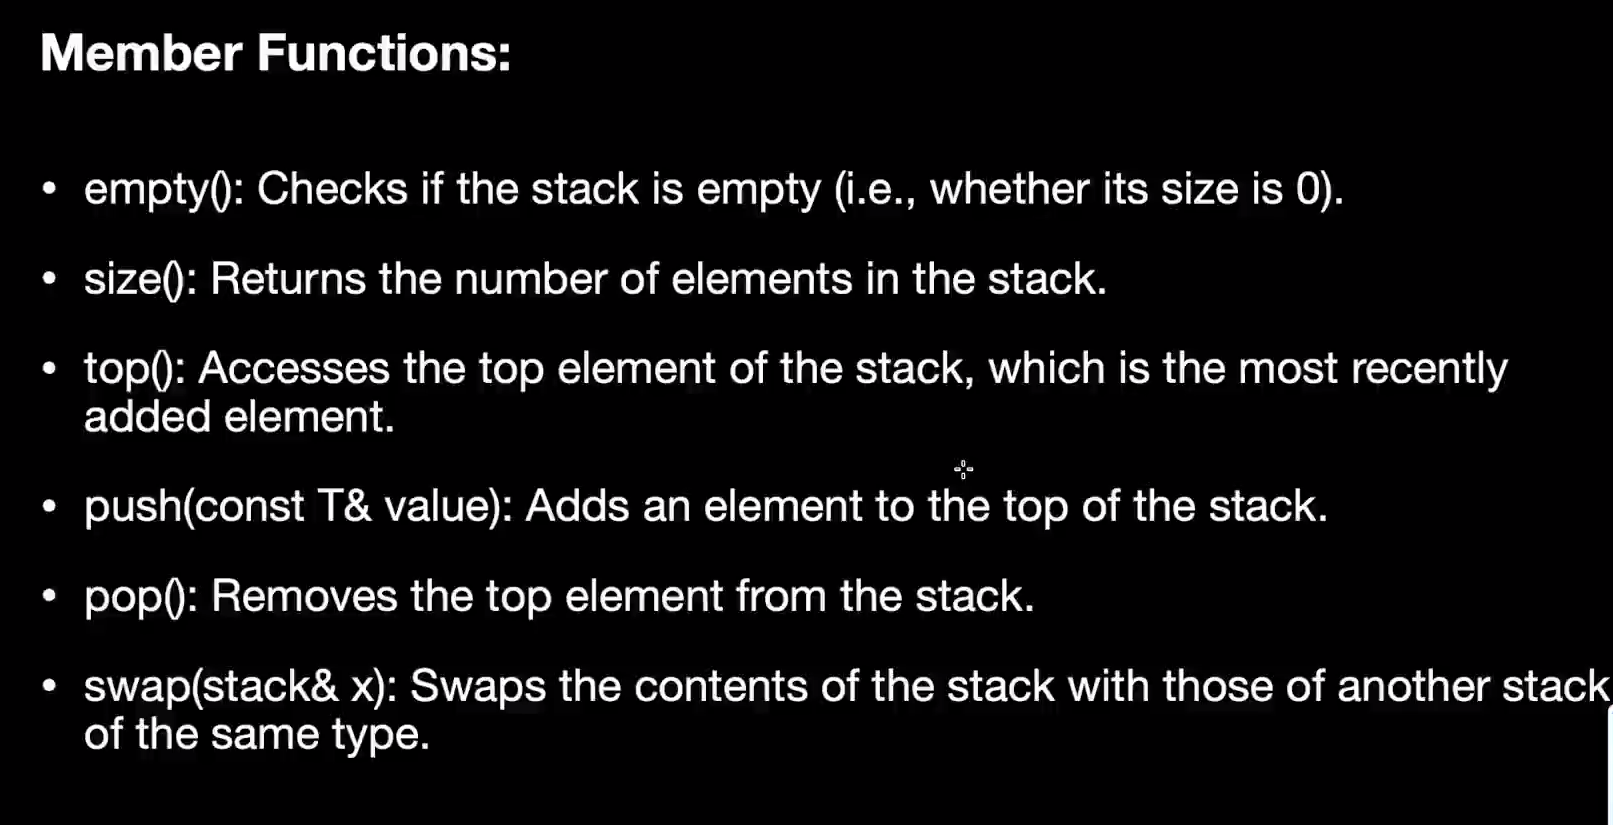 Member Functions:
• empty(): Checks if the stack is empty (i.e., whether its size is 0).
• size(): Returns the number of elements in the stack.
• top(): Accesses the top element of the stack, which is the most recently
added element.
• push(const T& value): Adds an element to the top of the stack.
• pop(): Removes the top element from the stack.
• swap(stack& x): Swaps the contents of the stack with those of another stack
of the same type.